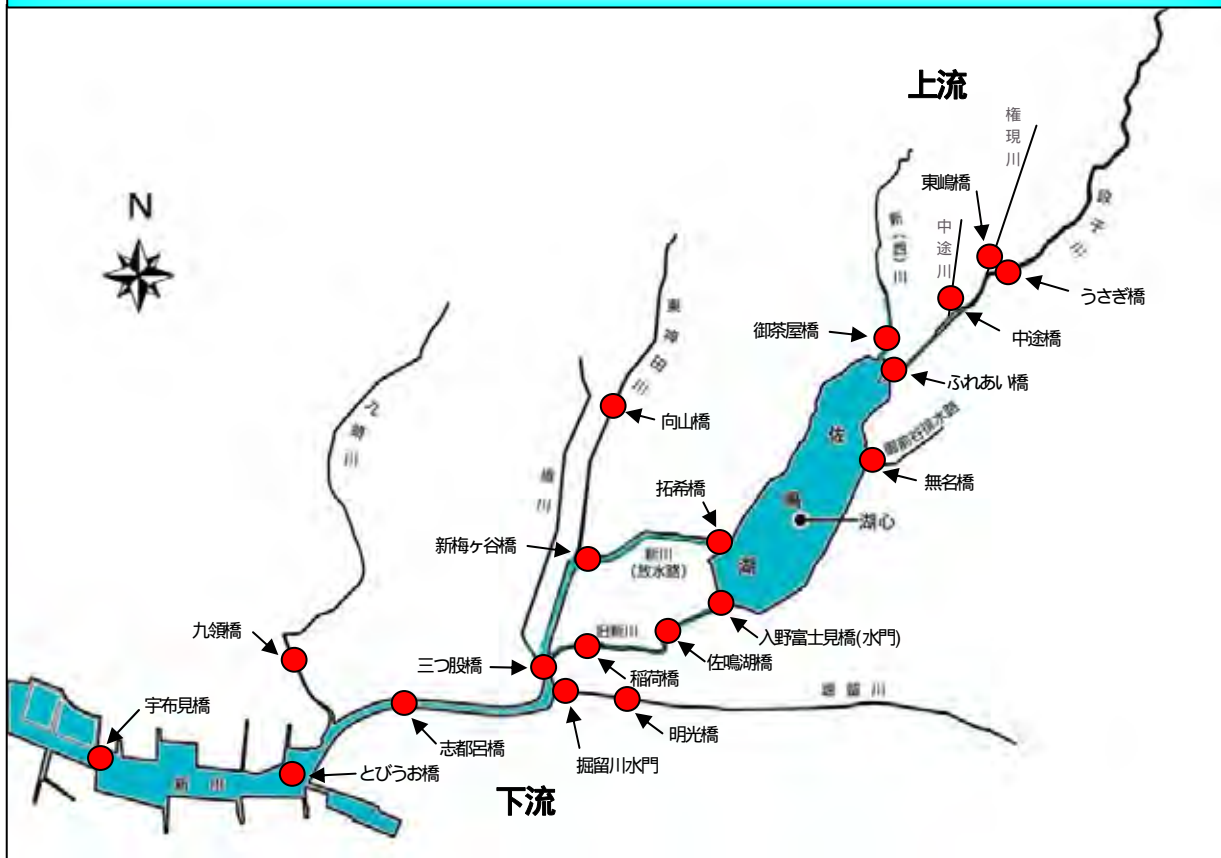 上流
権現川
段子川
東嶋橋
中途川
新(西)川
うさぎ橋
中途橋
御茶屋橋
ふれあい橋
N
東神田川
向山橋
佐鳴湖
無名橋
湖心
九領川
拓希橋
新梅ヶ谷橋
新川
(放水路)
入野富士見橋(水門)
旧新川
佐鳴湖橋
稲荷橋
九領橋
三つ股橋
堀留川
明光橋
掘留川水門
志都呂橋
宇布見橋
とびうお橋
新川
下流